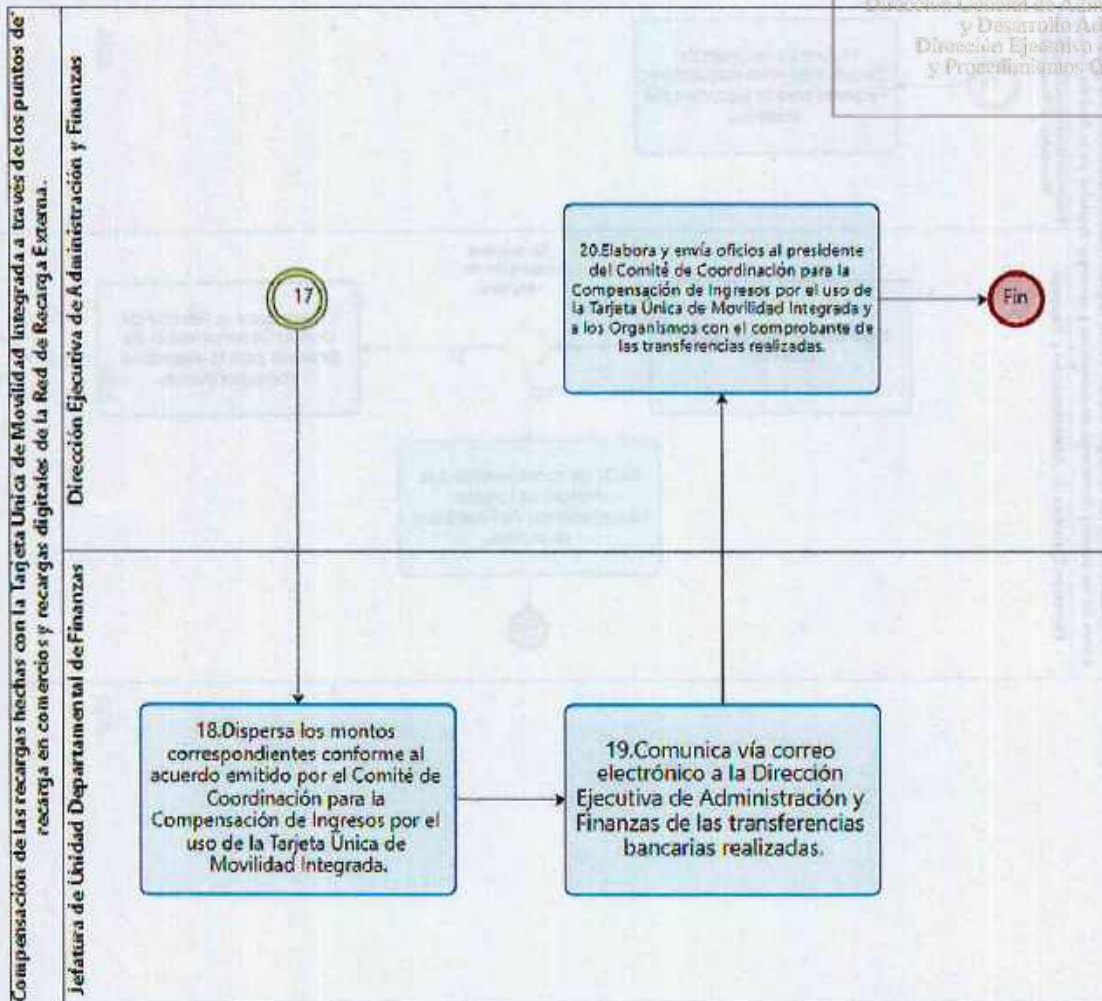 Dirección General de
y Desarrollo
Dirección
y Procedimientos
Compensación de las recargas hechas con la Tarjeta Única de Movilidad Integrada a través de los puntos de
recarga en comercios y recargas digitales de la Red de Recarga Externa.
Dirección Ejecutiva de Administración y Finanzas
17
20.Elabora y envía oficios al presidente
del Comité de Coordinación para la
Compensación de Ingresos por el uso de
la Tarjeta Única de Movilidad Integrada y
a los Organismos con el comprobante de
las transferencias realizadas.
Fin
Jefatura de Unidad Departamental de Finanzas
18.Dispersa los montos
correspondientes conforme al
acuerdo emitido por el Comité de
Coordinación para la
Compensación de Ingresos por el
uso de la Tarjeta Única de
Movilidad Integrada.
19.Comunica vía correo
electrónico a la Dirección
Ejecutiva de Administración y
Finanzas de las transferencias
bancarias realizadas.